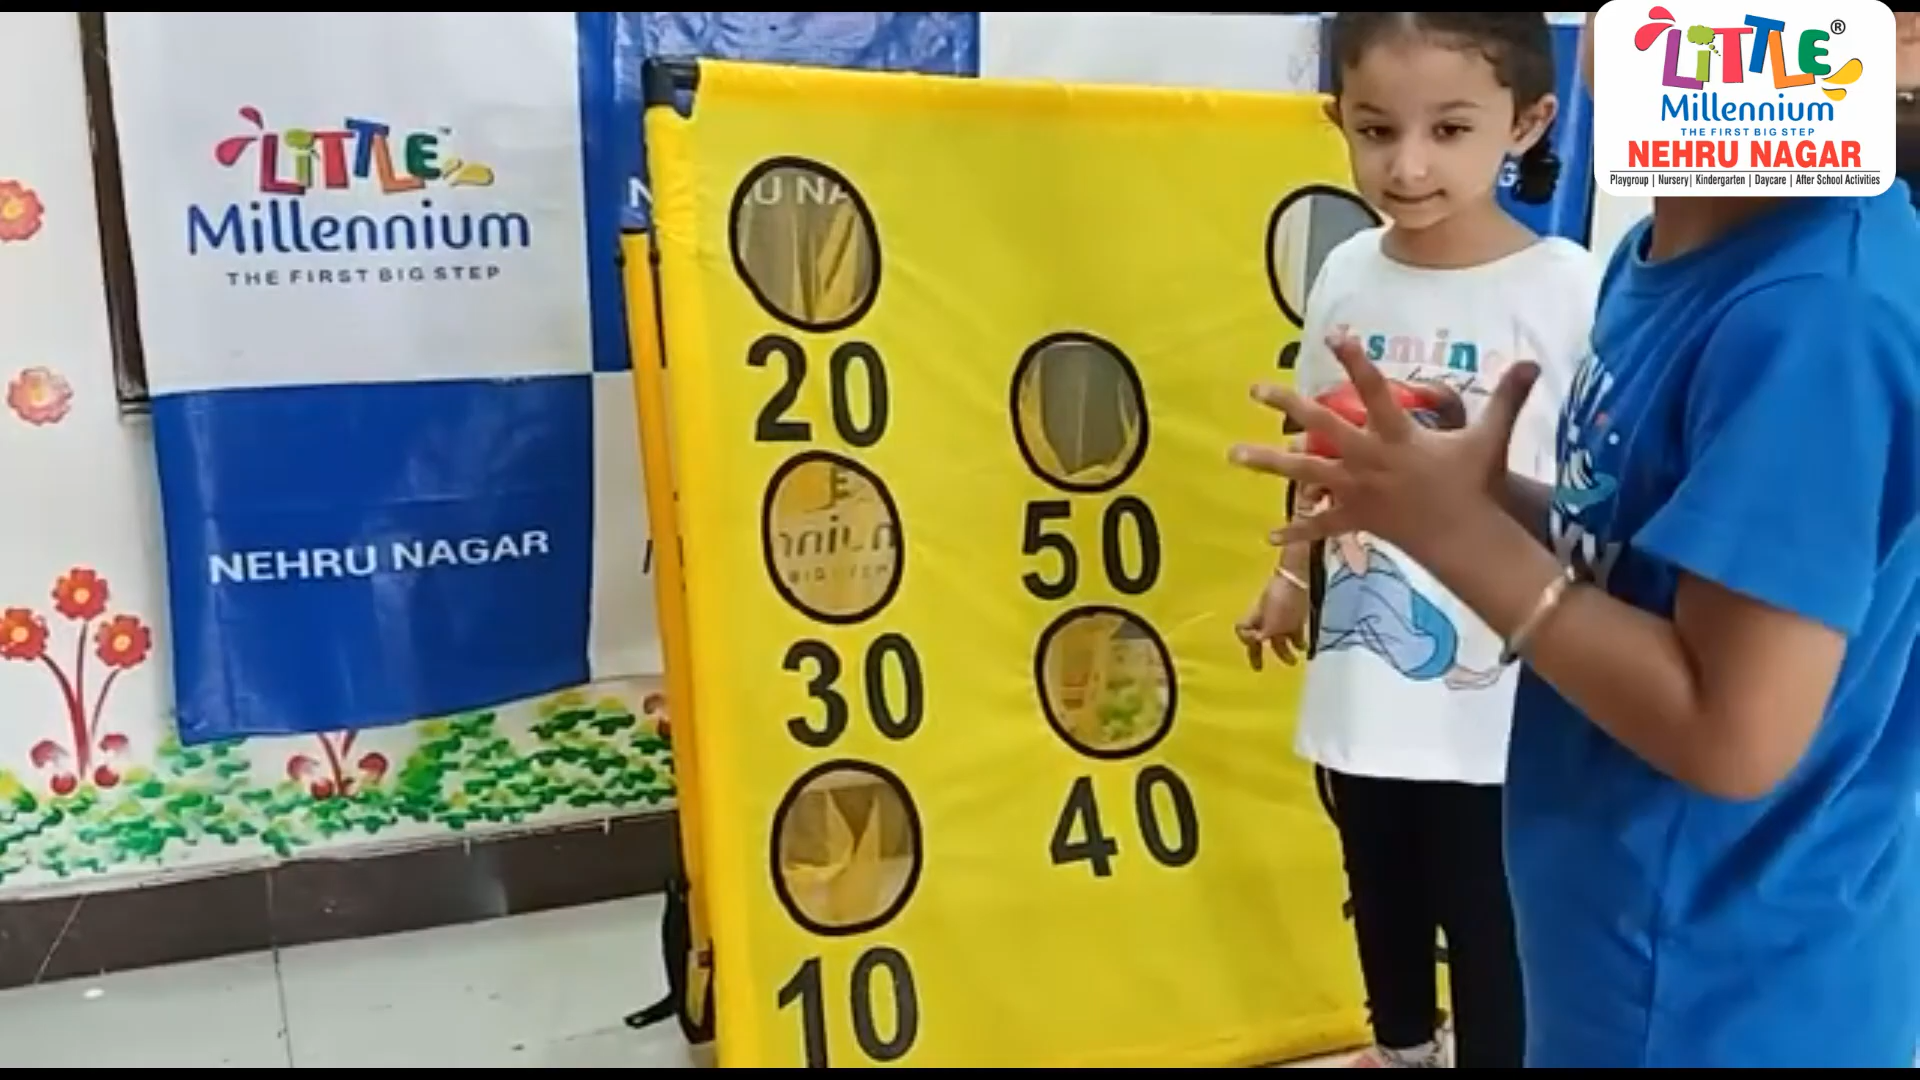 LiTTLE
Millennium
THE FIRST BIG STEP
NEHRU NAGAR
LiTTLE®
Millennium
THE FIRST BIG STEP
NEHRU NAGAR
Playgroup | Nursery | Kindergarten | Daycare | After School Activities
U NA
20
30
10
50
40